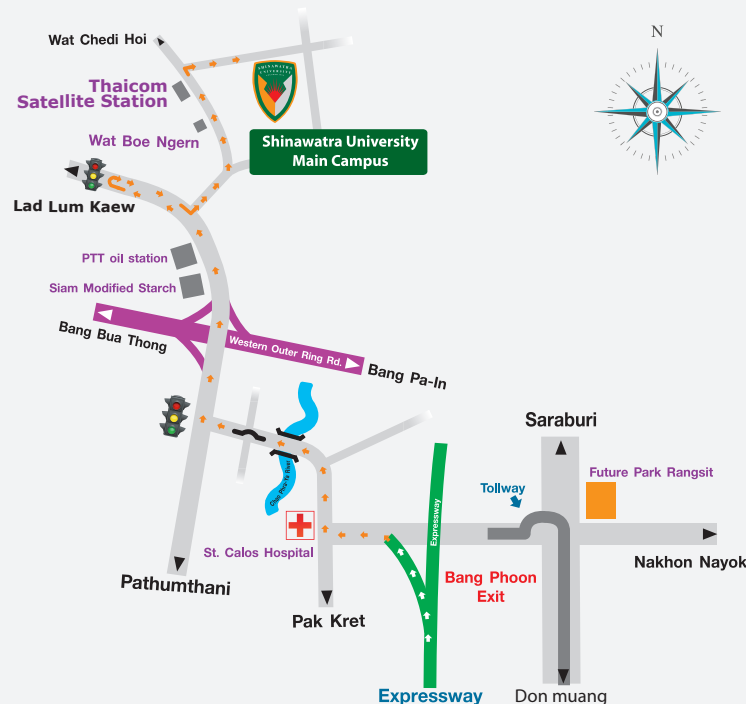 Wat Chedi Hoi
N
SHINAWATRA
UNIVERSITY
Thaicom
Satellite Station
Wat Boe Ngern
Shinawatra University
Main Campus
Lad Lum Kaew
PTT oil station
Siam Modified Starch
Bang Bua Thong
Western Outer Ring Rd.
Bang Pa-In
Saraburi
Future Park Rangsit
Tollway
Expressway
St. Calos Hospital
Nakhon Nayok
Bang Phoon
Exit
Pathumthani
Pak Kret
Expressway
Don muang